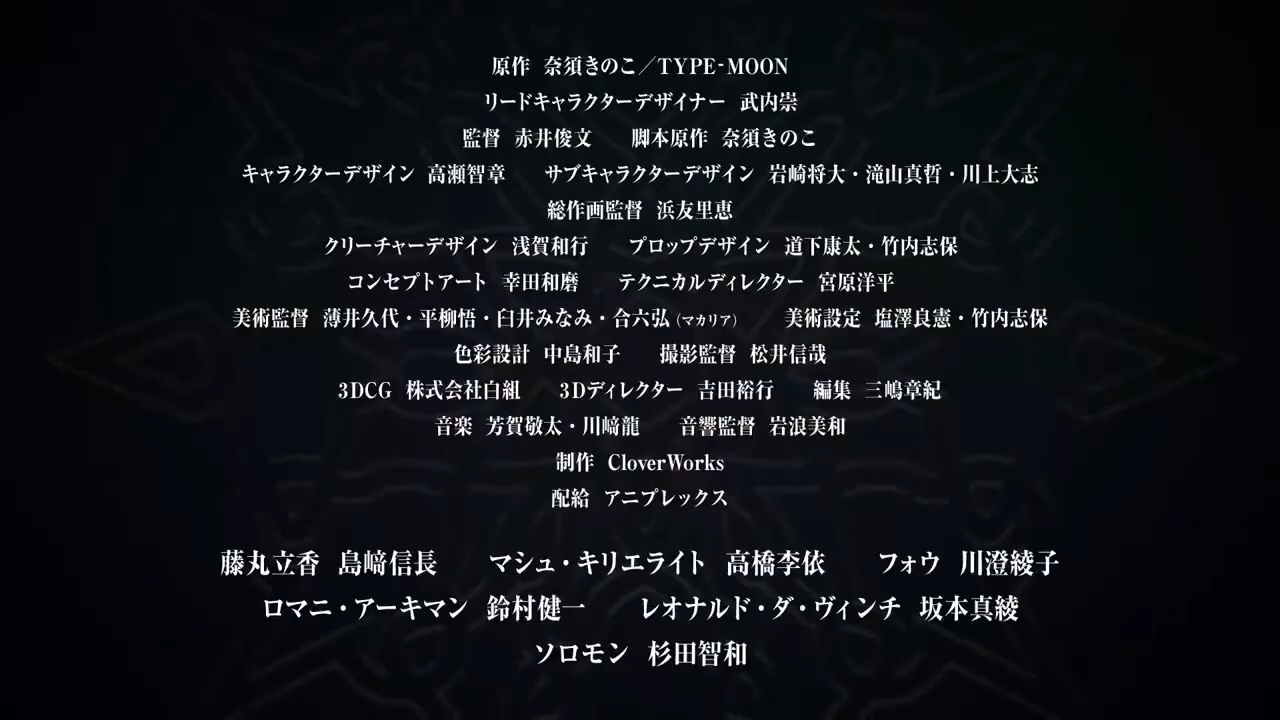 原作 奈須きのこ／TYPE-MOON
リードキャラクターデザイナー 武内崇
監督 赤井俊文 脚本原作 奈須きのこ
キャラクターデザイン 高瀬智章 サブキャラクターデザイン 岩崎将大・滝山真哲・川上大志
総作画監督 浜友里恵
クリーチャーデザイン 浅賀和行 プロップデザイン 道下康太・竹内志保
コンセプトアート 幸田和磨 テクニカルディレクター 宮原洋平
美術監督 薄井久代・平柳悟・臼井みなみ・合六弘（マカリア） 美術設定 塩澤良憲・竹内志保
色彩設計 中島和子 撮影監督 松井信哉
3DCG 株式会社白組 3Dディレクター 吉田裕行 編集 三嶋章紀
音楽 芳賀敬太・川﨑龍 音響監督 岩浪美和
制作 CloverWorks
配給 アニプレックス
藤丸立香 島﨑信長 マシュ・キリエライト 高橋李依 フォウ 川澄綾子
ロマニ・アーキマン 鈴村健一 レオナルド・ダ・ヴィンチ 坂本真綾
ソロモン 杉田智和